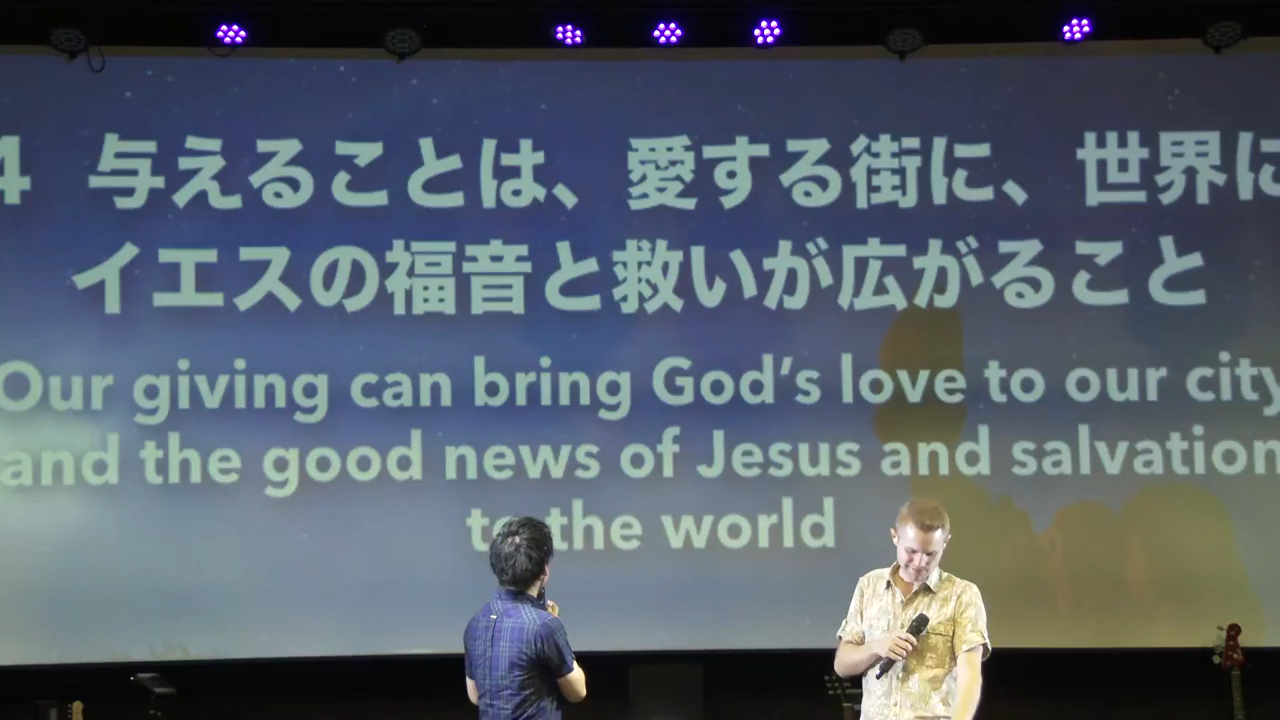 4 与えることは、愛する街に、世界に
イエスの福音と救いが広がること
Our giving can bring God's love to our city
and the good news of Jesus and salvation
to the world